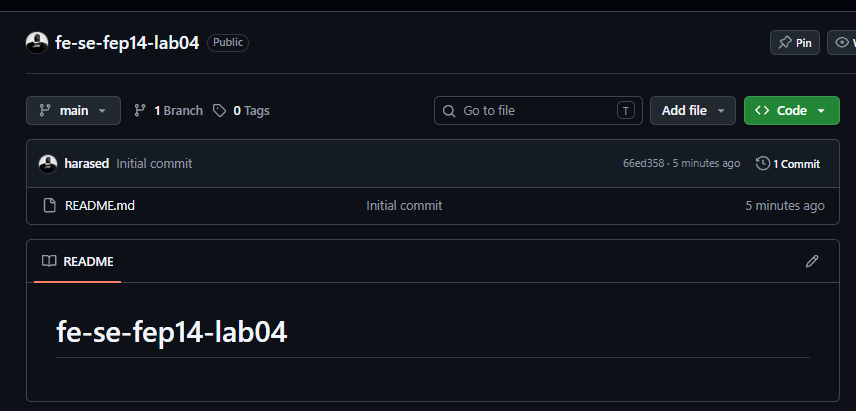 fe-se-fep14-lab04 Public Pin
main 1 Branch 0 Tags Go to file T Add file Code
harased Initial commit 66ed358 · 5 minutes ago 1 Commit
README.md Initial commit 5 minutes ago
README
fe-se-fep14-lab04